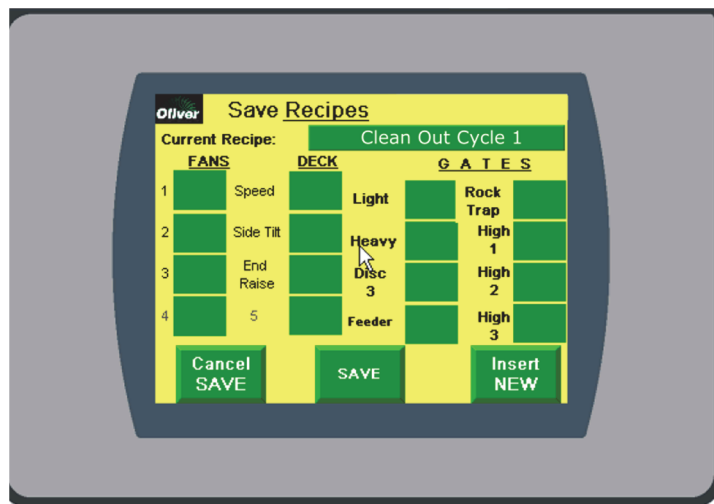 Oliver
Save Recipes
Current Recipe: Clean Out Cycle 1
FANS DECK G A T E S
1 Speed Light Rock Trap
2 Side Tilt Heavy High 1
3 End Raise Disc 3 High 2
4 5 Feeder High 3
Cancel SAVE
SAVE
Insert NEW